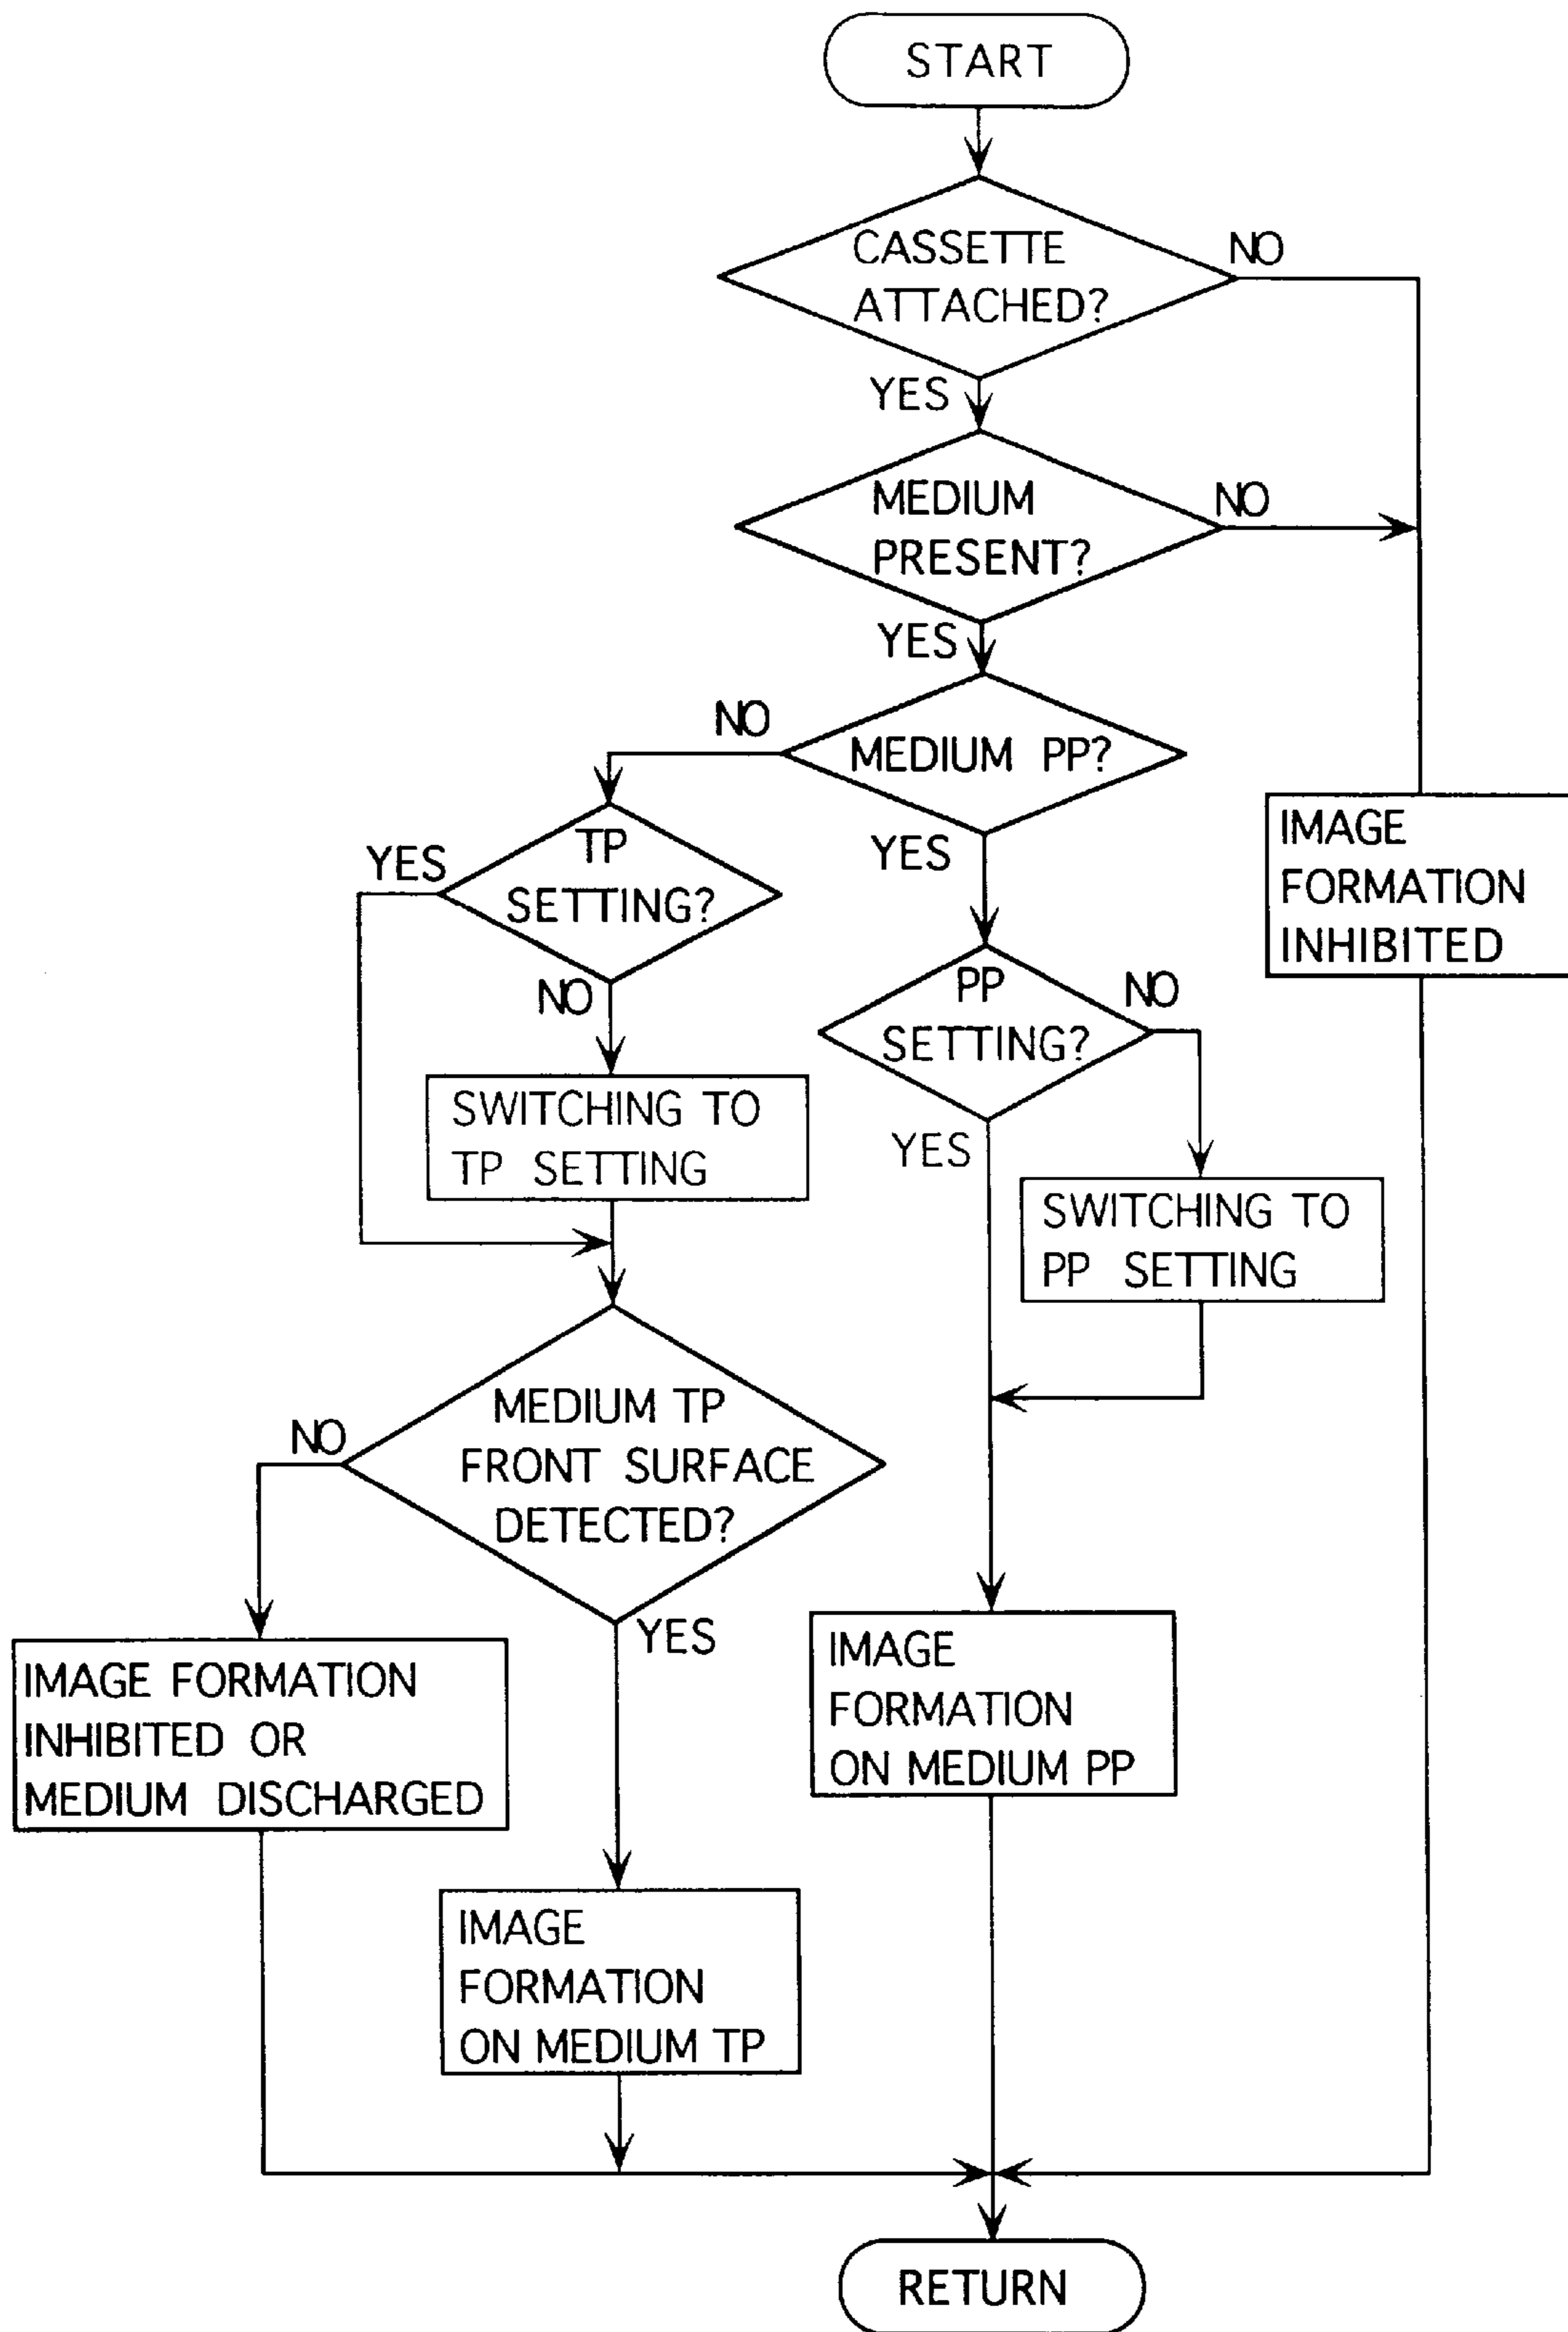 START
CASSETTE
ATTACHED?
NO
YES
MEDIUM
PRESENT?
NO
YES
MEDIUM PP?
NO
YES
TP
SETTING?
YES
NO
IMAGE
FORMATION
INHIBITED
PP
SETTING?
NO
YES
SWITCHING TO
TP SETTING
SWITCHING TO
PP SETTING
MEDIUM TP
FRONT SURFACE
DETECTED?
NO
YES
IMAGE FORMATION
INHIBITED OR
MEDIUM DISCHARGED
IMAGE
FORMATION
ON MEDIUM PP
IMAGE
FORMATION
ON MEDIUM TP
RETURN